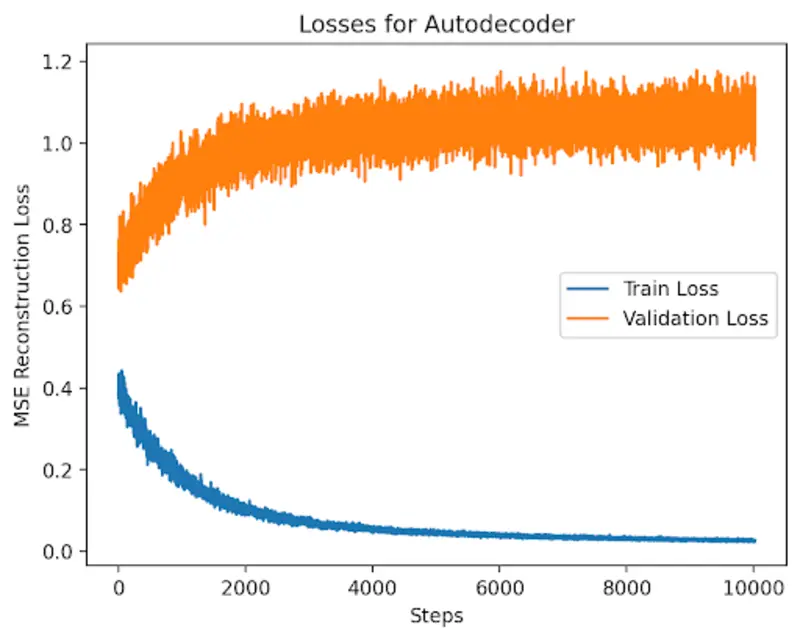 Losses for Autodecoder
1.2
1.0
0.8
0.6
0.4
0.2
0.0
MSE Reconstruction Loss
Train Loss
Validation Loss
0 2000 4000 6000 8000 10000
Steps